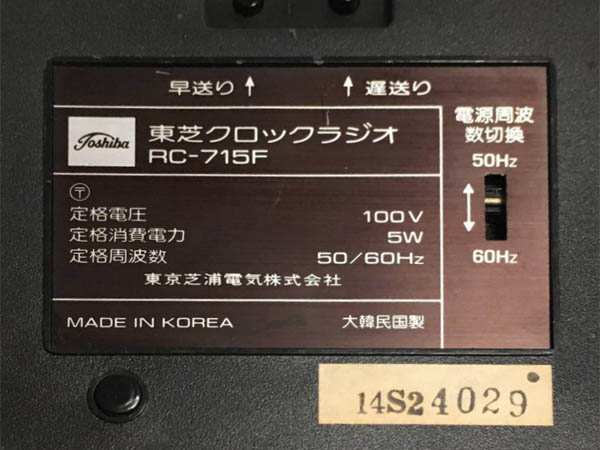 早送り ↑ ↑ 遅送り
Toshiba
東芝クロックラジオ
RC-715F
〒
定格電圧 100V
定格消費電力 5W
定格周波数 50/60Hz
東京芝浦電気株式会社
MADE IN KOREA 大韓民国製
電源周波
数切換
50Hz
60Hz
14S24029